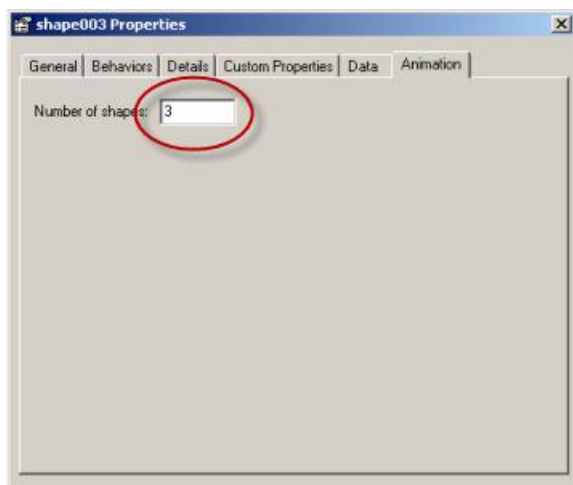 shape003 Properties
General Behaviors Details Custom Properties Data Animation
Number of shapes: 3